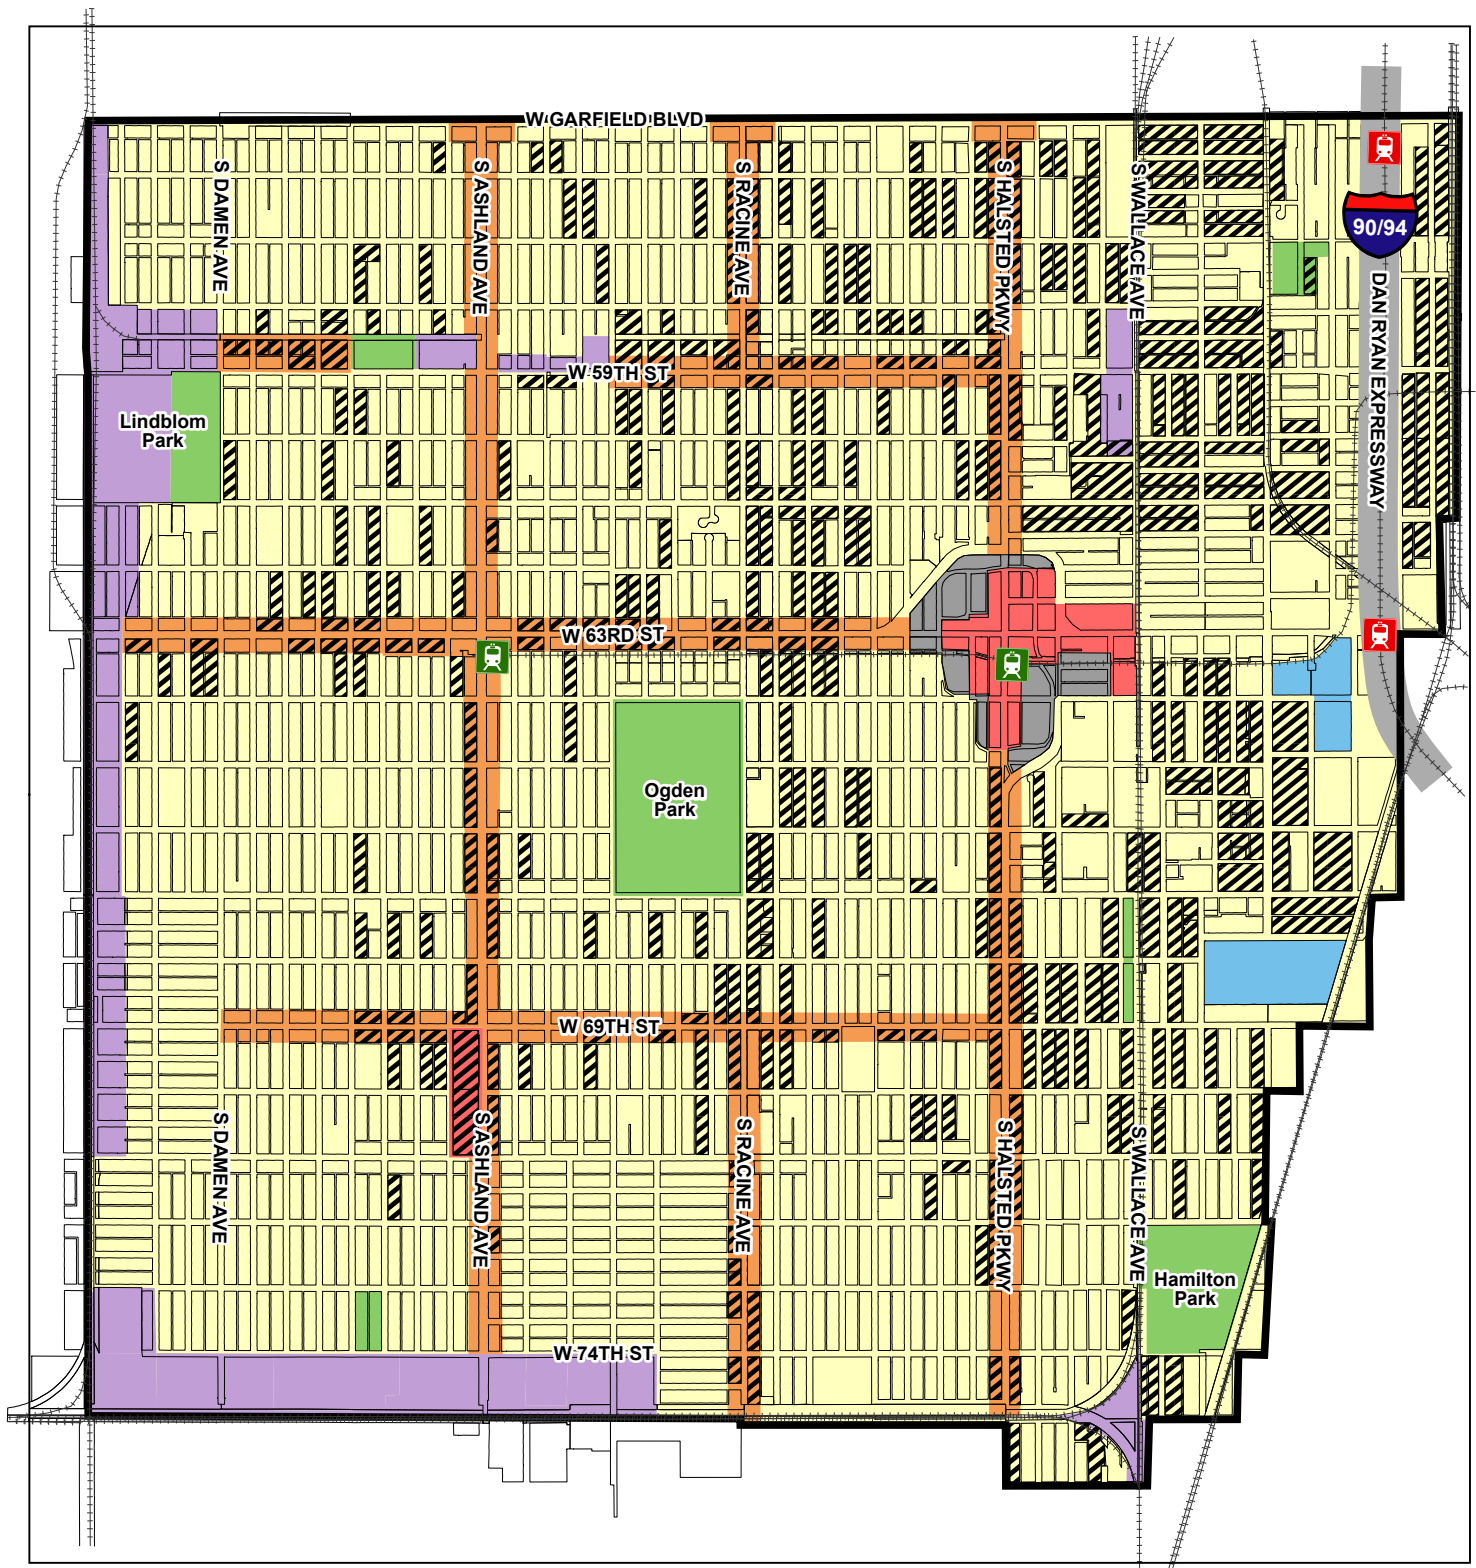 W GARFIELD BLVD
S DAMEN AVE
S ASHLAND AVE
S RACINE AVE
S HALSTED PKWY
S WALLACE AVE
90/94
DAN RYAN EXPRESSWAY
W 59TH ST
Lindblom
Park
W 63RD ST
Ogden
Park
W 69TH ST
S DAMEN AVE
S ASHLAND AVE
S RACINE AVE
S HALSTED PKWY
S WALLACE AVE
Hamilton
Park
W 74TH ST